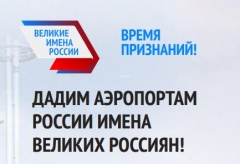 ВЕЛИКИЕ
ИМЕНА
РОССИИ
ВРЕМЯ
ПРИЗНАНИЙ!
ДАДИМ АЭРОПОРТАМ
РОССИИ ИМЕНА
ВЕЛИКИХ РОССИЯН!